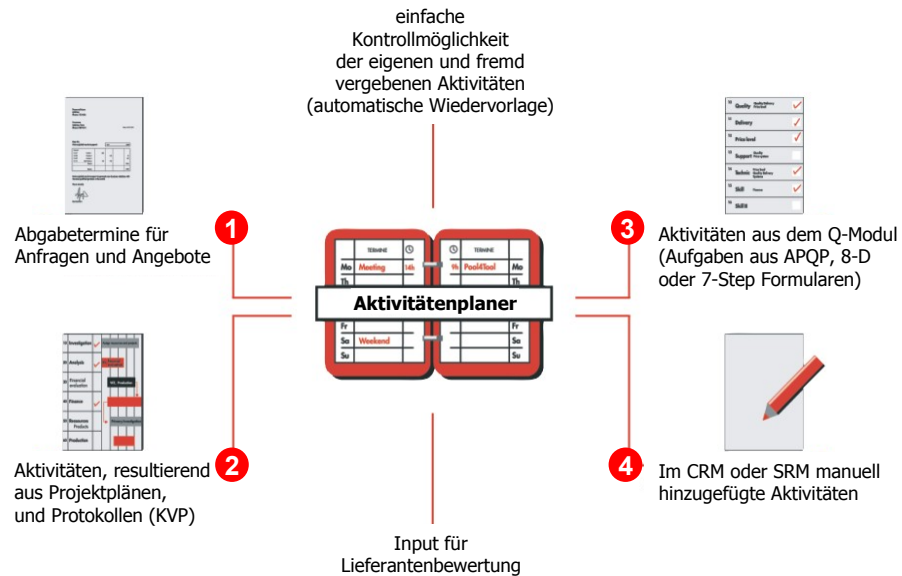 einfache
Kontrollmöglichkeit
der eigenen und fremd
vergebenen Aktivitäten
(automatische Wiedervorlage)
1
Abgabetermine für
Anfragen und Angebote
2
Aktivitäten, resultierend
aus Projektplänen,
und Protokollen (KVP)
Investigation
Analysis
Financial
evaluation
Finance
Ressources
Products
Production
TERMINE
Mo Meeting 14h
Th
Fr
Sa Weekend
Su
TERMINE
9h Pool4Tool Mo
Th
Fr
Sa
Su
Aktivitätenplaner
3
Quality
Delivery
Price level
Support
Technic
Skill Finance
Skill K
Aktivitäten aus dem Q-Modul
(Aufgaben aus APQP, 8-D
oder 7-Step Formularen)
4
Im CRM oder SRM manuell
hinzugefügte Aktivitäten
Input für
Lieferantenbewertung